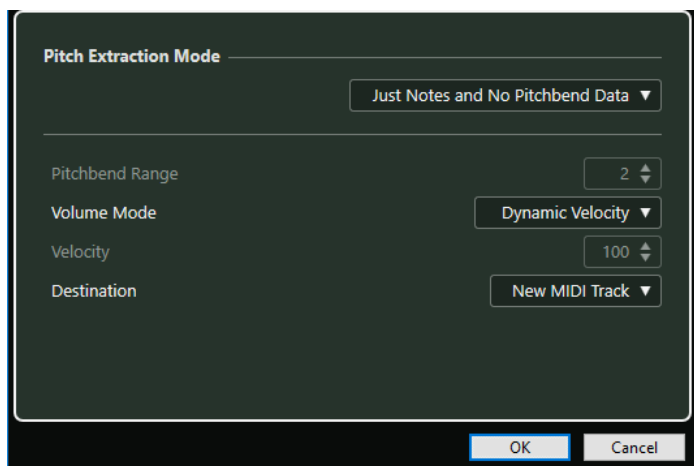 Pitch Extraction Mode
Just Notes and No Pitchbend Data
Pitchbend Range 2
Volume Mode Dynamic Velocity
Velocity 100
Destination New MIDI Track
OK Cancel